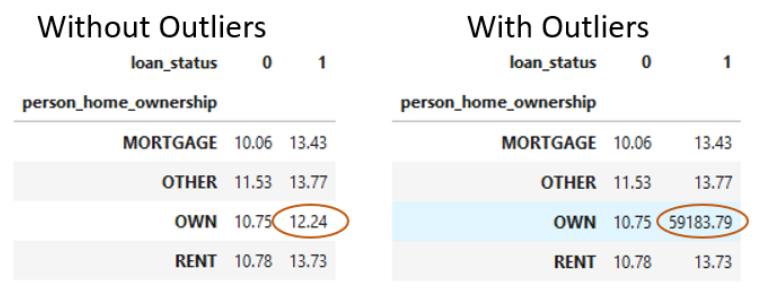 Without Outliers
loan_status 0 1
person_home_ownership
MORTGAGE 10.06 13.43
OTHER 11.53 13.77
OWN 10.75 12.24
RENT 10.78 13.73
With Outliers
loan_status 0 1
person_home_ownership
MORTGAGE 10.06 13.43
OTHER 11.53 13.77
OWN 10.75 59183.79
RENT 10.78 13.73